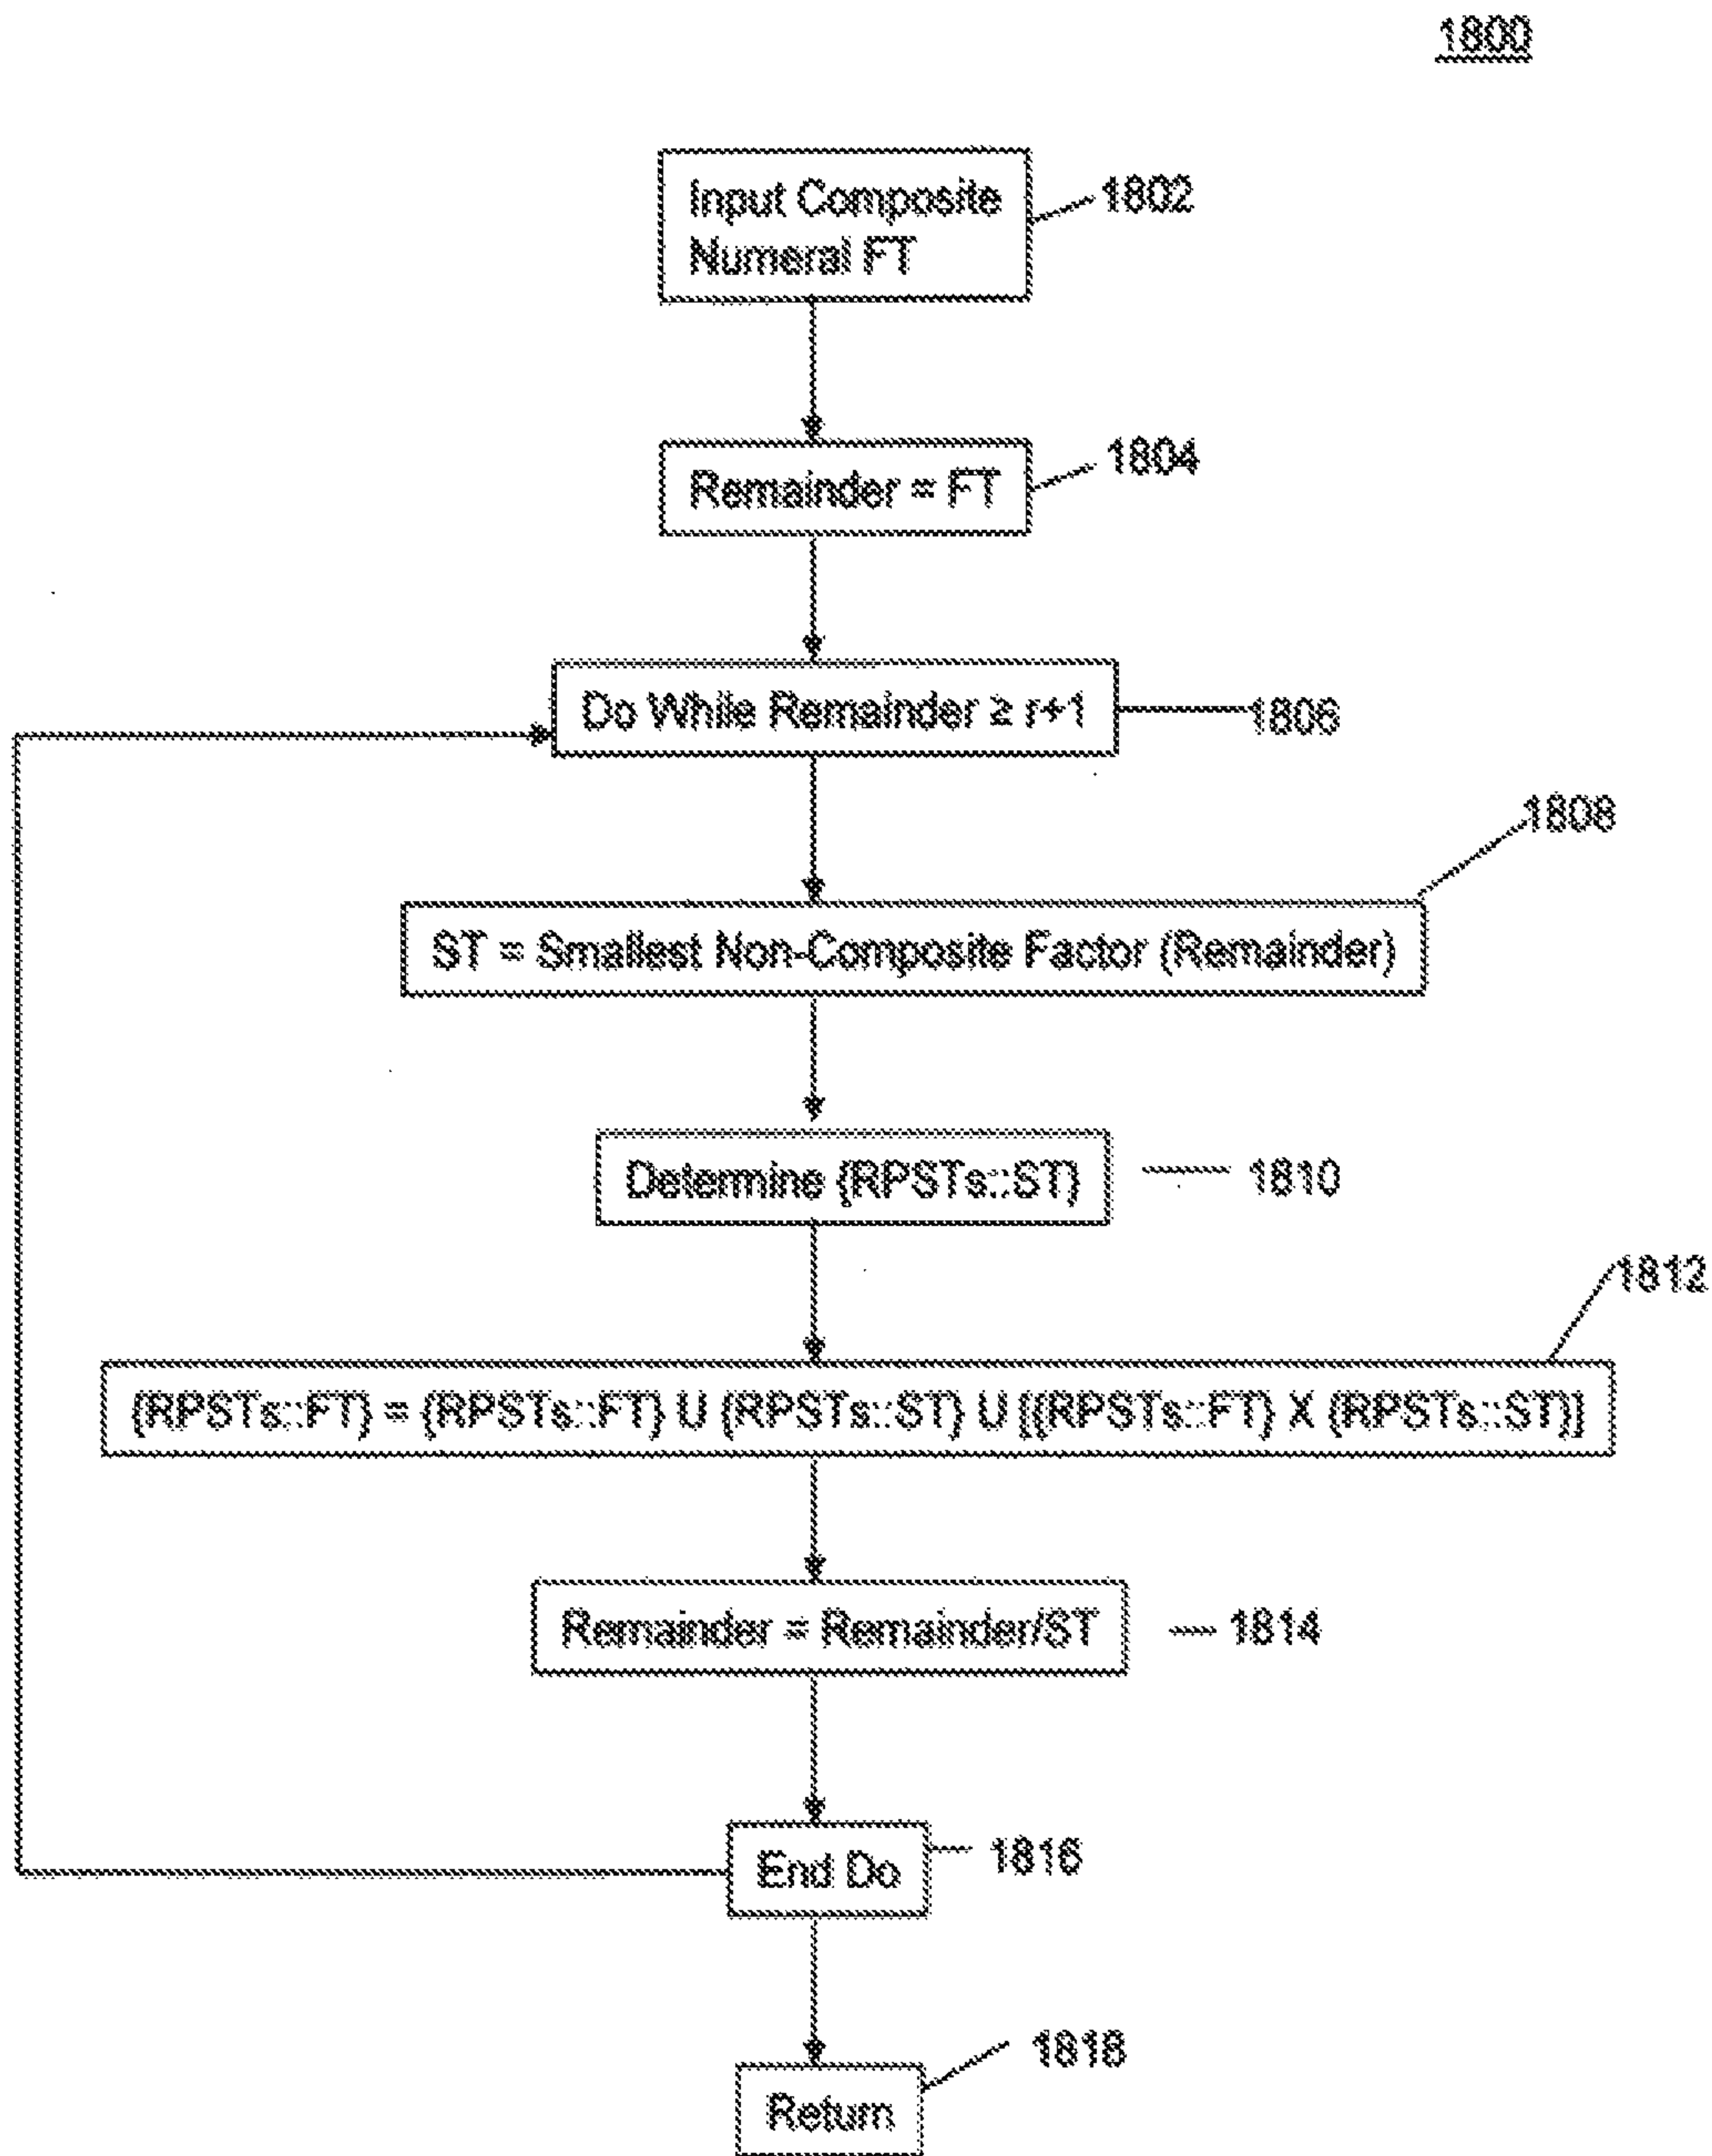 1800
Input Composite
Numeral FT
1802
Remainder = FT
1804
Do While Remainder ≥ r+1
1806
1808
ST = Smallest Non-Composite Factor (Remainder)
Determine {RPSTs::ST}
1810
1812
{RPSTs::FT} = {RPSTs::FT} U {RPSTs::ST} U [{RPSTs::FT} X {RPSTs::ST}]
Remainder = Remainder/ST
1814
End Do
1816
1818
Return